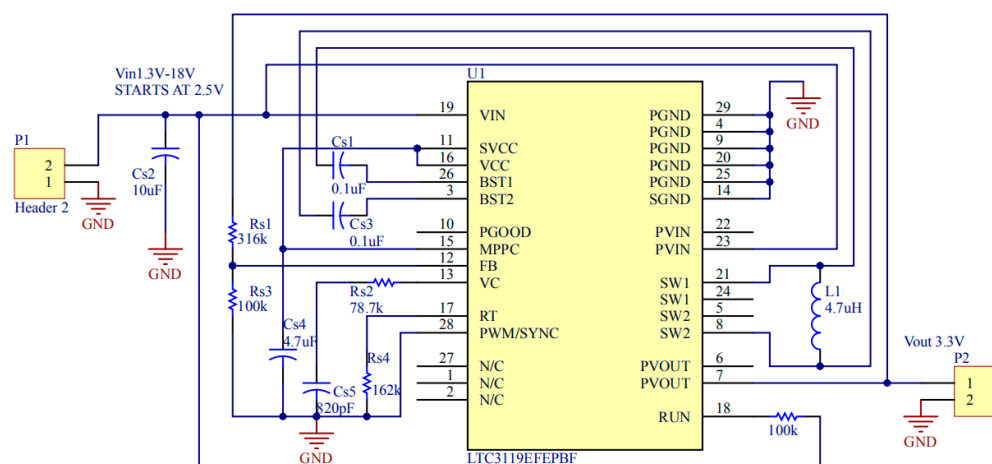 Vin1.3V-18V
STARTS AT 2.5V
P1
2
1
Header 2
GND
Cs2
10uF
GND
Rs1
316k
Rs3
100k
Cs1
0.1uF
Cs3
0.1uF
Rs2
78.7k
Cs4
4.7uF
Cs5
820pF
Rs4
162k
GND
U1
19 VIN
11 SVCC
16 VCC
26 BST1
3 BST2
10 PGOOD
15 MPPC
12 FB
13 VC
17 RT
28 PWM/SYNC
27 N/C
1 N/C
2 N/C
PGND 29
PGND 4
PGND 9
PGND 20
PGND 25
SGND 14
PVIN 22
PVIN 23
SW1 21
SW1 24
SW2 5
SW2 8
PVOUT 6
PVOUT 7
RUN 18
LTC3119EFEPBF
GND
L1
4.7uH
100k
Vout 3.3V
P2
1
2
GND